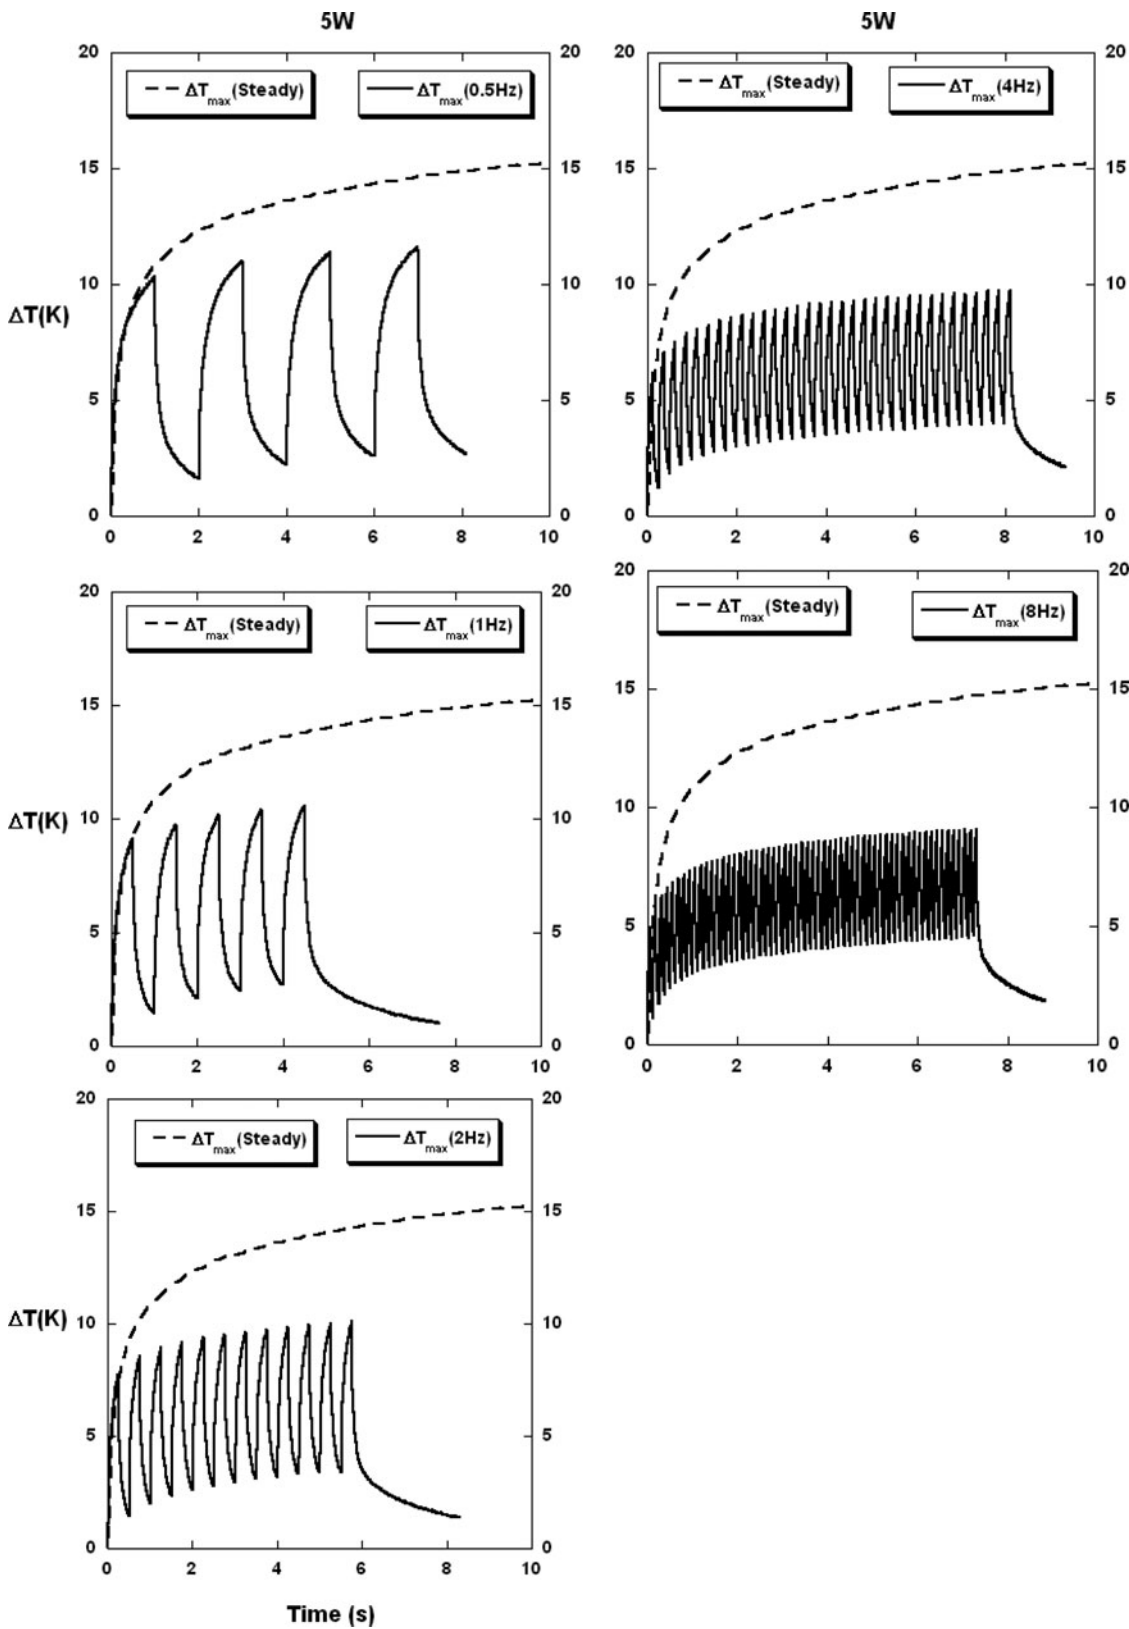 5W
20 20
ΔTmax(Steady) ΔTmax(0.5Hz)
15 15
10 10
ΔT(K)
5 5
0 0
0 2 4 6 8 10
5W
20 20
ΔTmax(Steady) ΔTmax(4Hz)
15 15
10 10
5 5
0 0
0 2 4 6 8 10
20 20
ΔTmax(Steady) ΔTmax(1Hz)
15 15
10 10
ΔT(K)
5 5
0 0
0 2 4 6 8 10
20 20
ΔTmax(Steady) ΔTmax(8Hz)
15 15
10 10
5 5
0 0
0 2 4 6 8 10
20 20
ΔTmax(Steady) ΔTmax(2Hz)
15 15
10 10
ΔT(K)
5 5
0 0
0 2 4 6 8 10
Time (s)